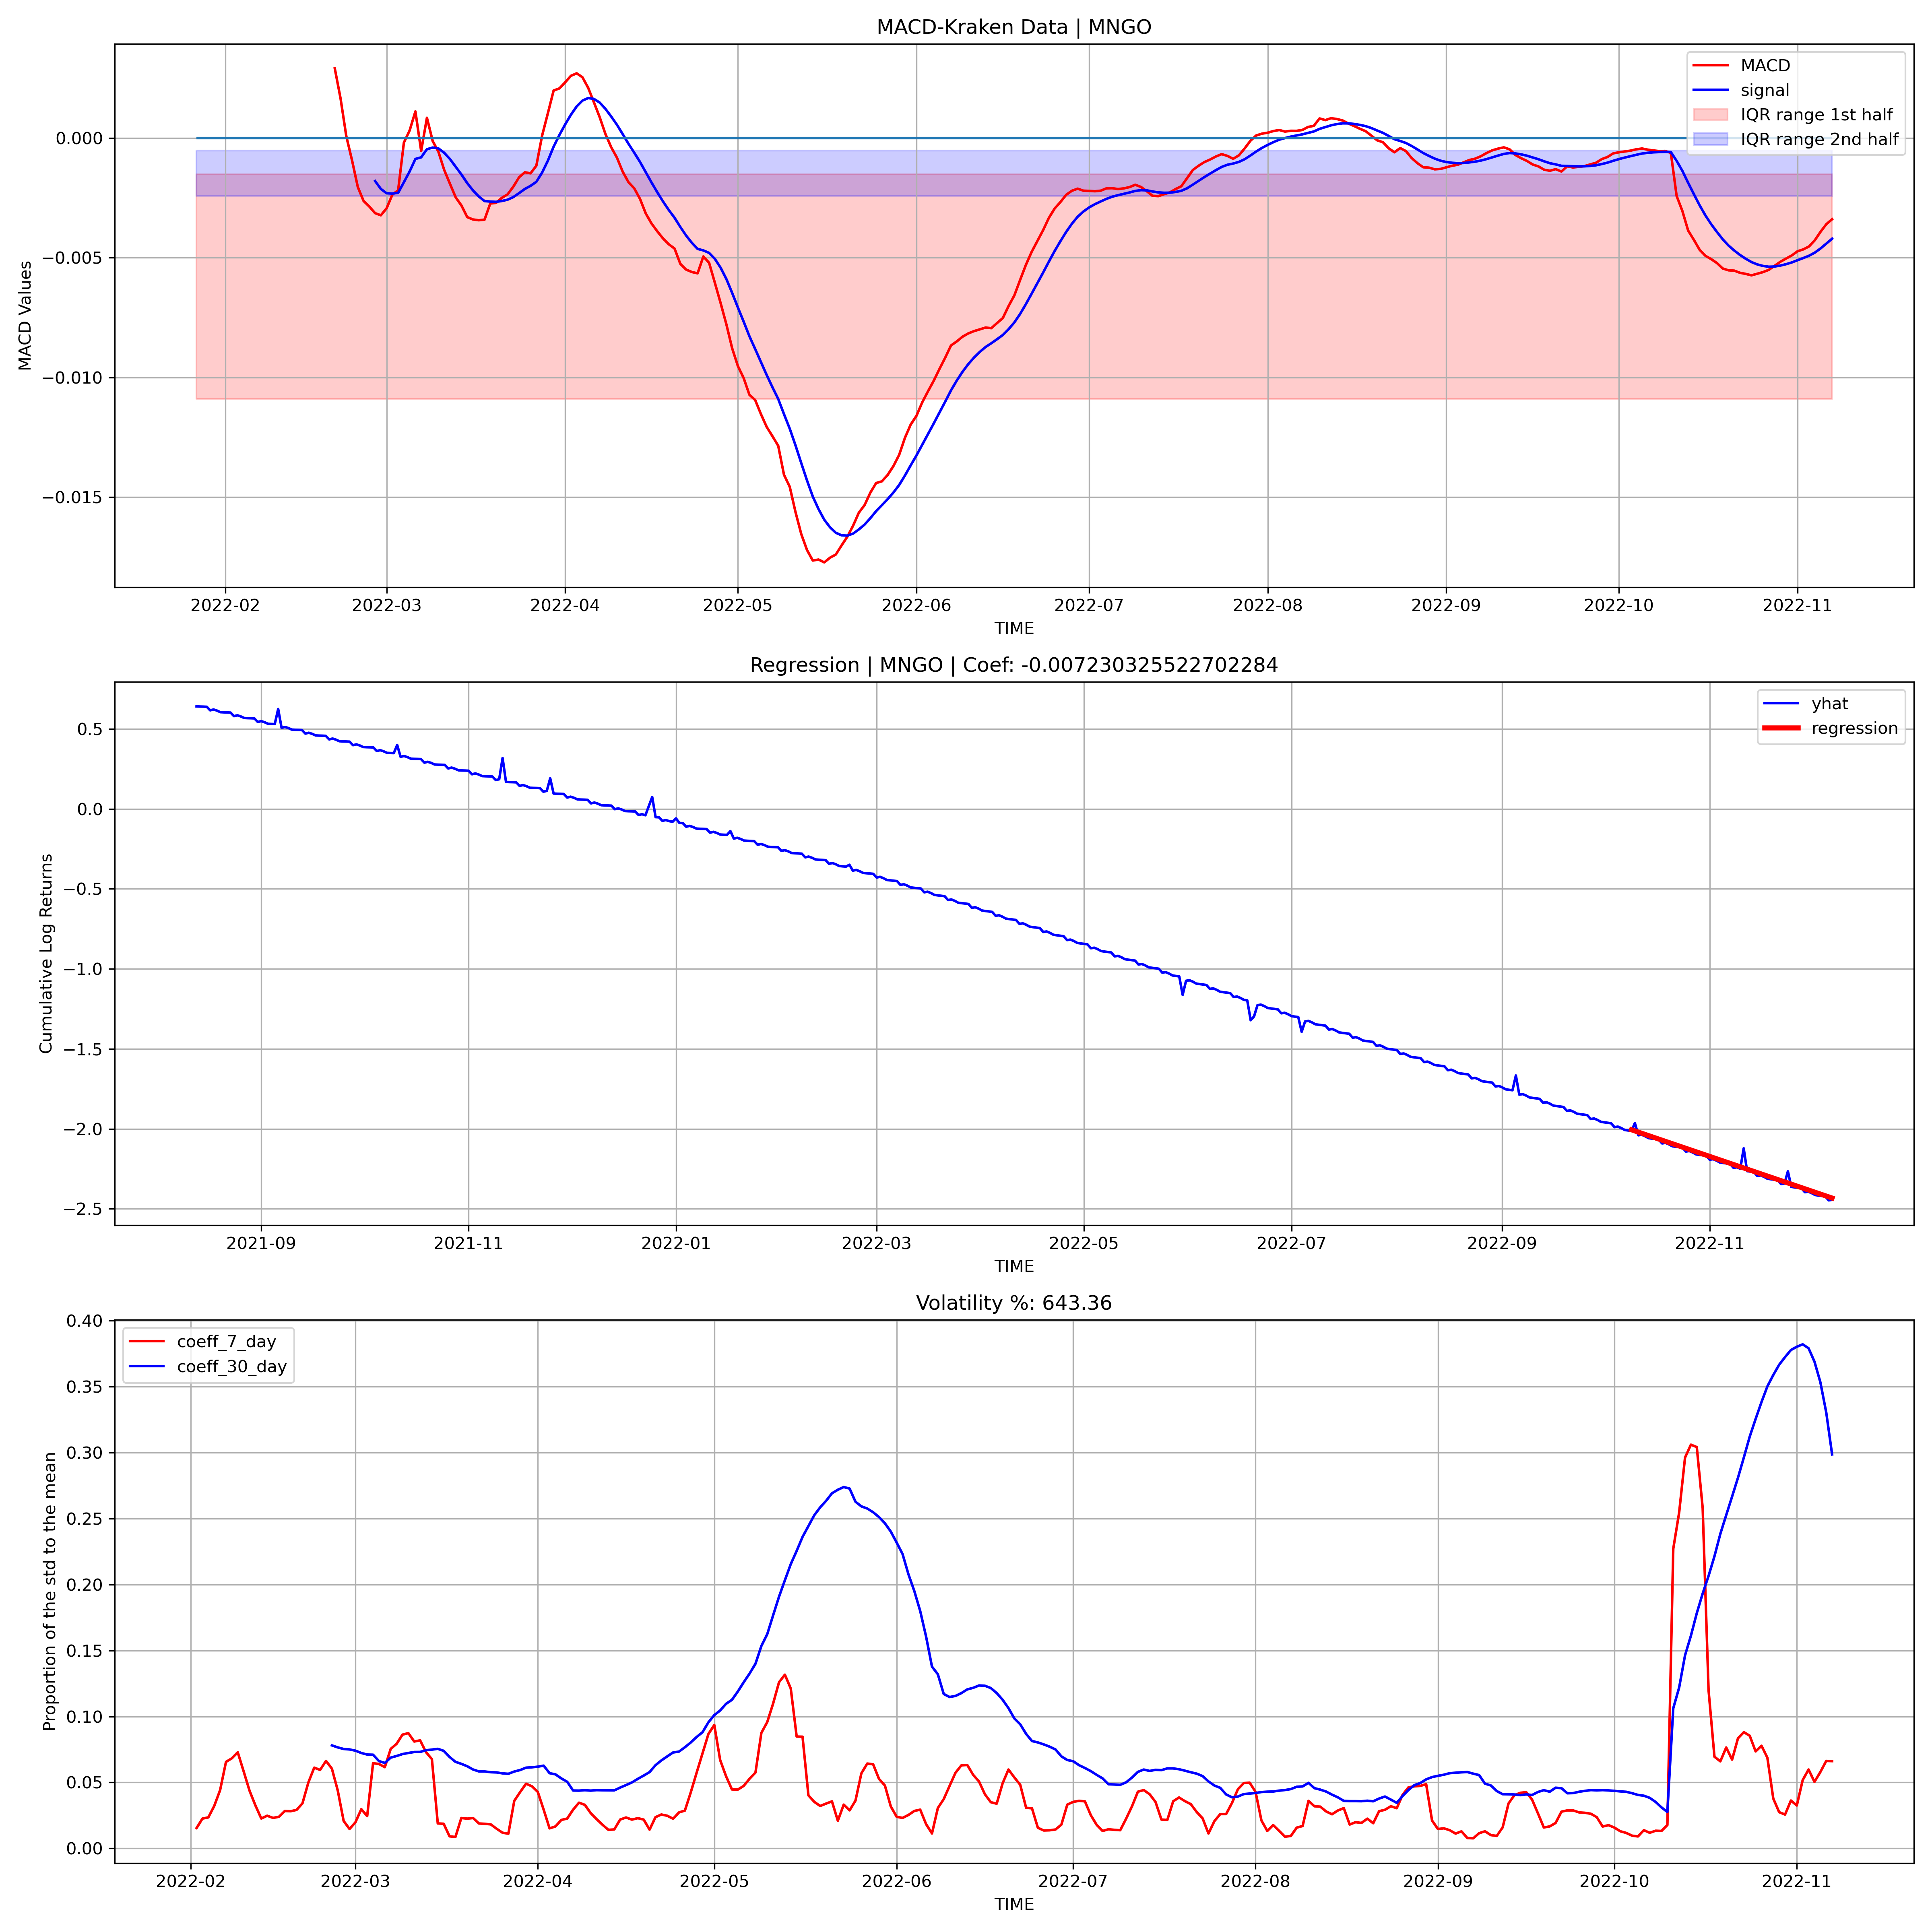 MACD-Kraken Data | MNGO
MACD
signal
IQR range 1st half
IQR range 2nd half
0.000
−0.005
−0.010
−0.015
MACD Values
2022-02 2022-03 2022-04 2022-05 2022-06 2022-07 2022-08 2022-09 2022-10 2022-11
TIME
Regression | MNGO | Coef: -0.007230325522702284
yhat
regression
0.5
0.0
−0.5
−1.0
−1.5
−2.0
−2.5
Cumulative Log Returns
2021-09 2021-11 2022-01 2022-03 2022-05 2022-07 2022-09 2022-11
TIME
Volatility %: 643.36
coeff_7_day
coeff_30_day
0.40
0.35
0.30
0.25
0.20
0.15
0.10
0.05
0.00
Proportion of the std to the mean
2022-02 2022-03 2022-04 2022-05 2022-06 2022-07 2022-08 2022-09 2022-10 2022-11
TIME